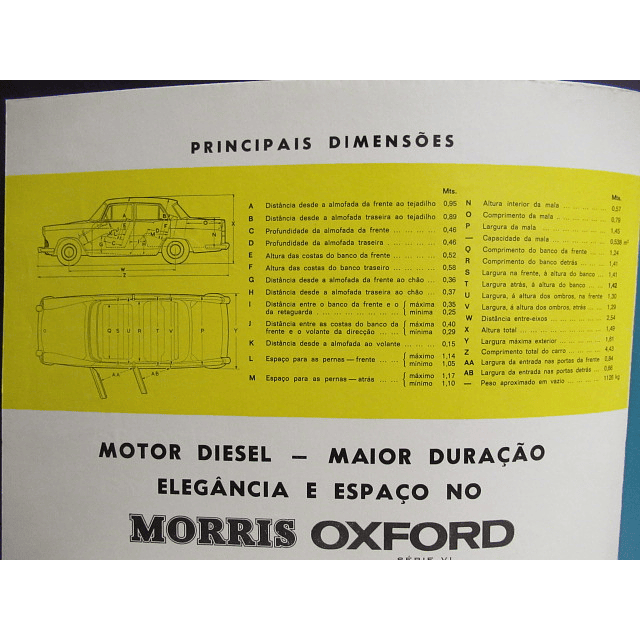 PRINCIPAIS DIMENSÕES
Mts.
A Distância desde a almofada da frente ao tejadilho 0,95
B Distância desde a almofada traseira ao tejadilho 0,89
C Profundidade da almofada da frente 0,46
D Profundidade da almofada traseira 0,46
E Altura das costas do banco da frente 0,52
F Altura das costas do banco traseiro 0,58
G Distância desde a almofada da frente ao chão 0,36
H Distância desde a almofada traseira ao chão 0,37
I Distância entre o banco da frente e o máxima 0,35
da retaguarda mínima 0,25
J Distância entre as costas do banco da máxima 0,40
frente e o volante da direcção mínima 0,29
K Distância desde a almofada ao volante 0,15
L Espaço para as pernas — frente máximo 1,14
mínimo 1,05
M Espaço para as pernas — atrás máximo 1,17
mínimo 1,10
Mts.
N Altura interior da mala 0,57
O Comprimento da mala 0,79
P Largura da mala 1,45
— Capacidade da mala 0,538 m³
Q Comprimento do banco da frente 1,24
R Comprimento do banco detrás 1,41
S Largura na frente, à altura do banco 1,41
T Largura atrás, à altura do banco 1,42
U Largura, à altura dos ombros, na frente 1,30
V Largura, à altura dos ombros, atrás 1,29
W Distância entre-eixos 2,54
X Altura total 1,49
Y Largura máxima exterior 1,61
Z Comprimento total do carro 4,43
AA Largura da entrada nas portas da frente 0,84
AB Largura da entrada nas portas detrás 0,66
— Peso aproximado em vazio 1135 kg
X
Z
W
Q S U R T V P
Y
AA AB
MOTOR DIESEL — MAIOR DURAÇÃO
ELEGÂNCIA E ESPAÇO NO
MORRIS OXFORD
SÉRIE VI